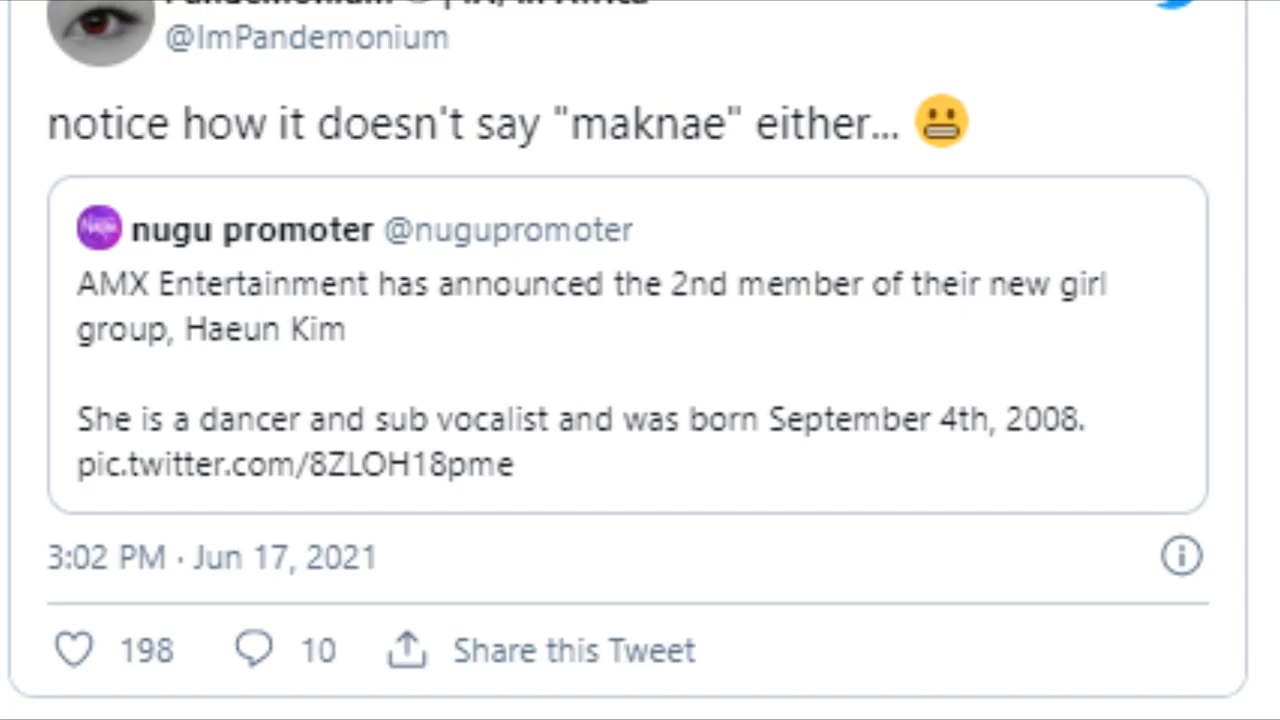 @ImPandemonium
notice how it doesn't say "maknae" either... 😬
nugu promoter @nugupromoter
AMX Entertainment has announced the 2nd member of their new girl
group, Haeun Kim
She is a dancer and sub vocalist and was born September 4th, 2008.
pic.twitter.com/8ZLOH18pme
3:02 PM · Jun 17, 2021
198 10 Share this Tweet